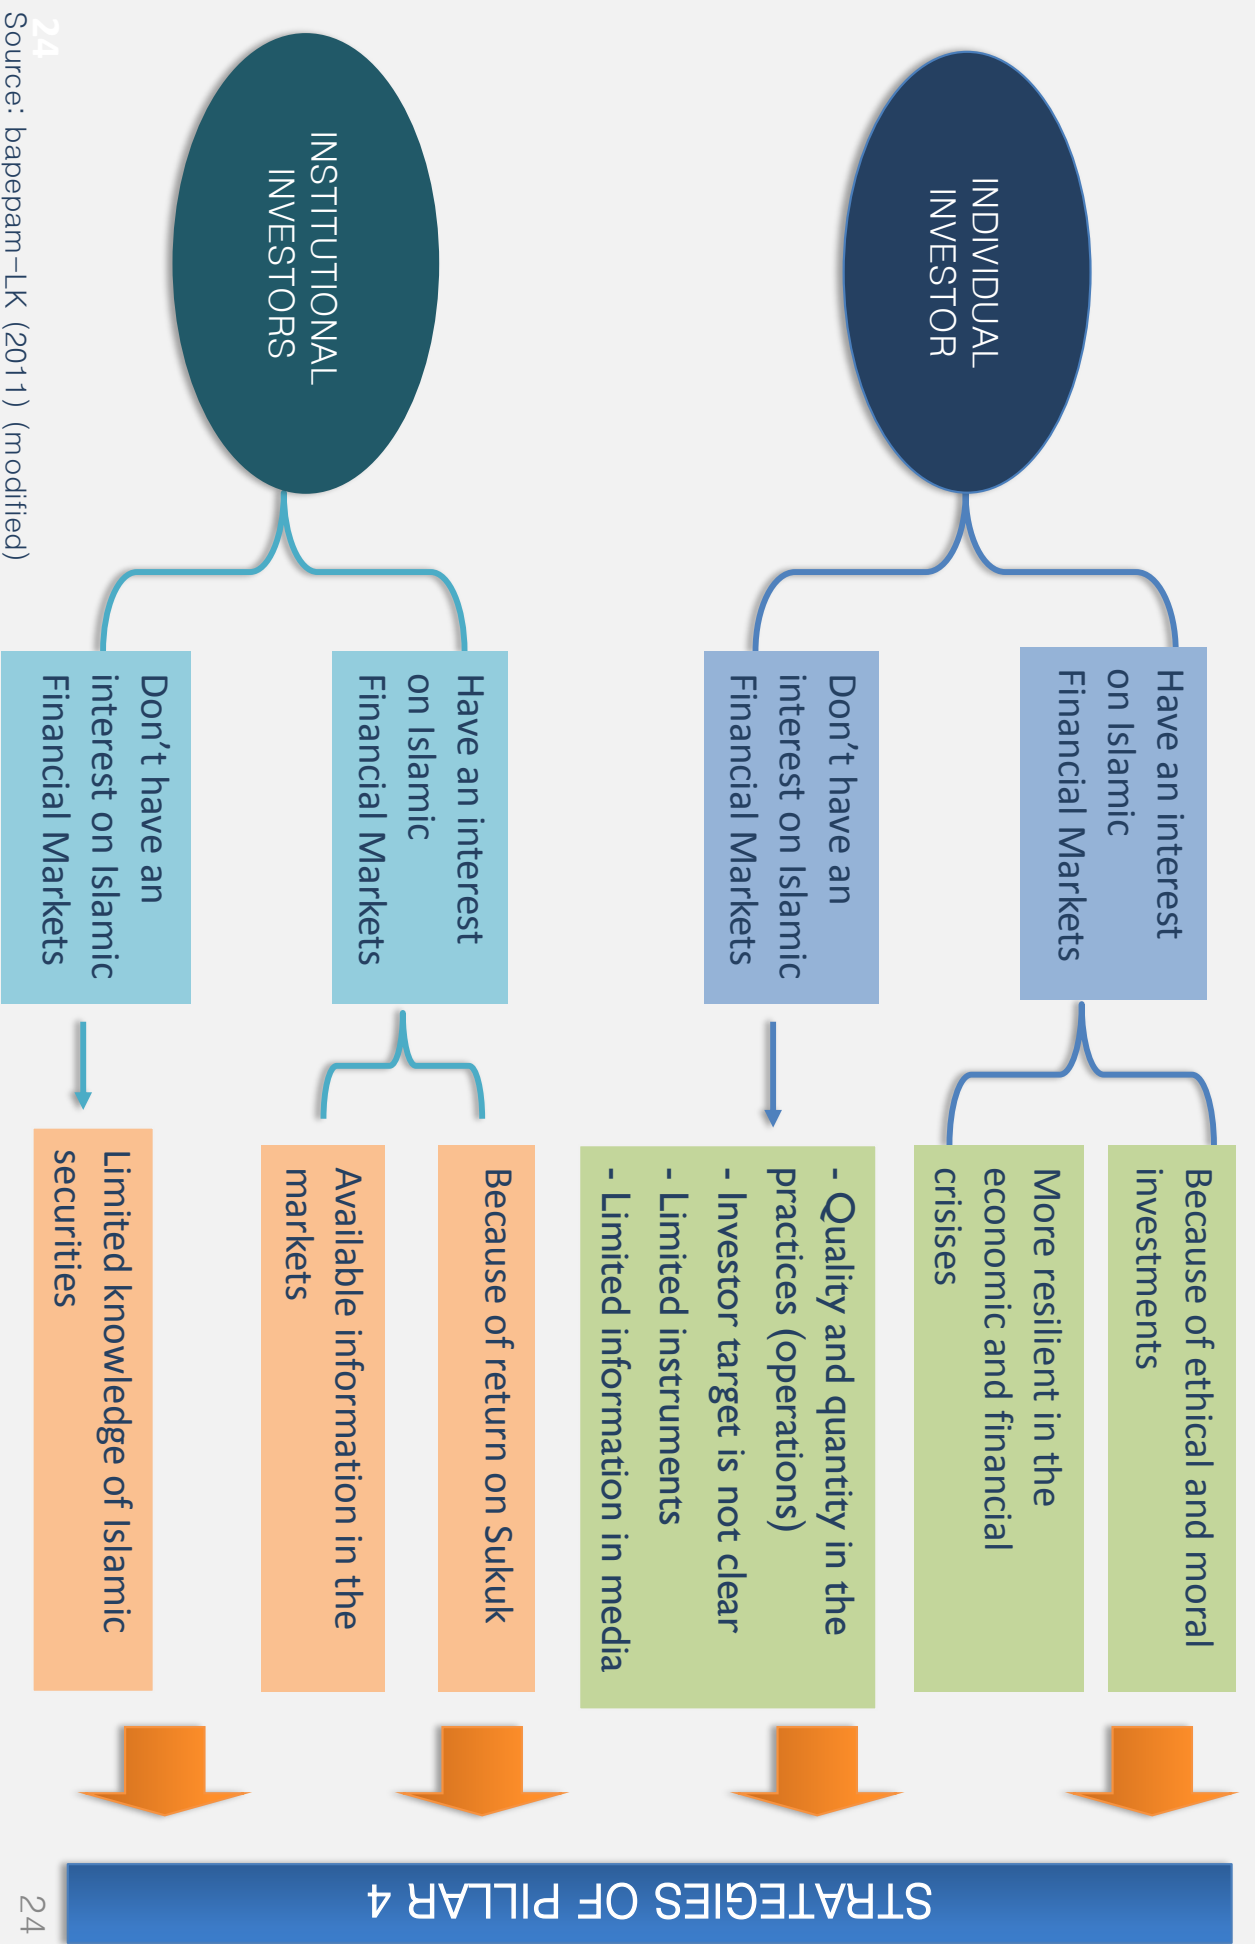 INDIVIDUAL
INVESTOR
Have an interest
on Islamic
Financial Markets
Because of ethical and moral
investments
More resilient in the
economic and financial
crisises
Don't have an
interest on Islamic
Financial Markets
- Quality and quantity in the
practices (operations)
- Investor target is not clear
- Limited instruments
- Limited information in media
INSTITUTIONAL
INVESTORS
Have an interest
on Islamic
Financial Markets
Because of return on Sukuk
Available information in the
markets
Don't have an
interest on Islamic
Financial Markets
Limited knowledge of Islamic
securities
STRATEGIES OF PILLAR 4
24
Source: bapepam-LK (2011) (modified)
24